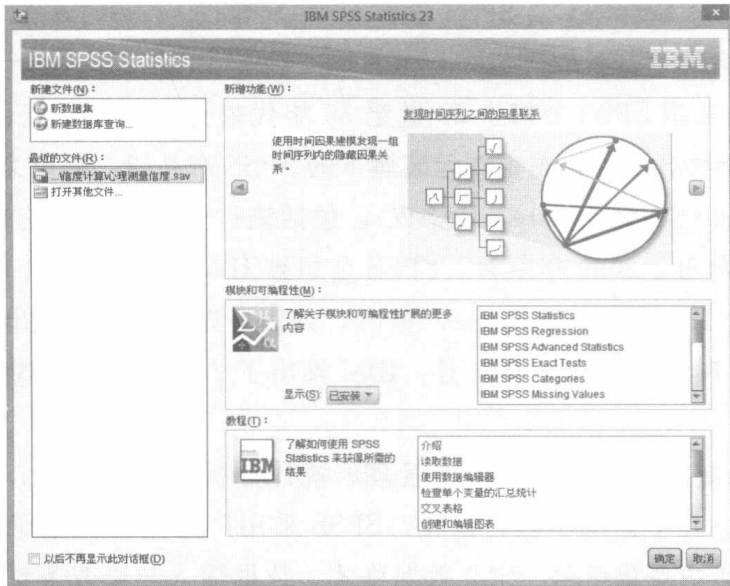 IBM SPSS Statistics 23
IBM SPSS Statistics
IBM.
新建文件(N)：
新数据集
新建数据库查询...
最近的文件(R)：
...\信度计算\心理测量信度.sav
打开其他文件...
新增功能(W)：
发现时间序列之间的因果联系
使用时间因果建模发现一组
时间序列内的隐藏因果关
系。
模块和可编程性(M)：
了解关于模块和可编程性扩展的更多
内容
显示(S): 已安装
IBM SPSS Statistics
IBM SPSS Regression
IBM SPSS Advanced Statistics
IBM SPSS Exact Tests
IBM SPSS Categories
IBM SPSS Missing Values
教程(T)：
IBM
了解如何使用 SPSS
Statistics 来获得所需的
结果
介绍
读取数据
使用数据编辑器
检查单个变量的汇总统计
交叉表格
创建和编辑图表
以后不再显示此对话框(D)
确定
取消